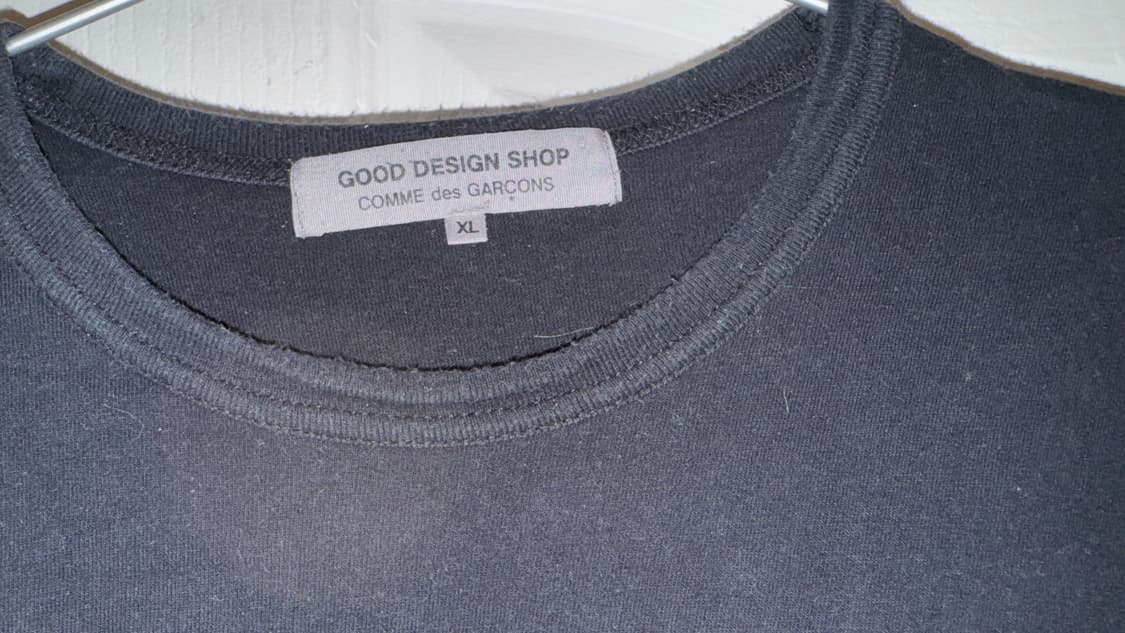 GOOD DESIGN SHOP
COMME des GARCONS
XL